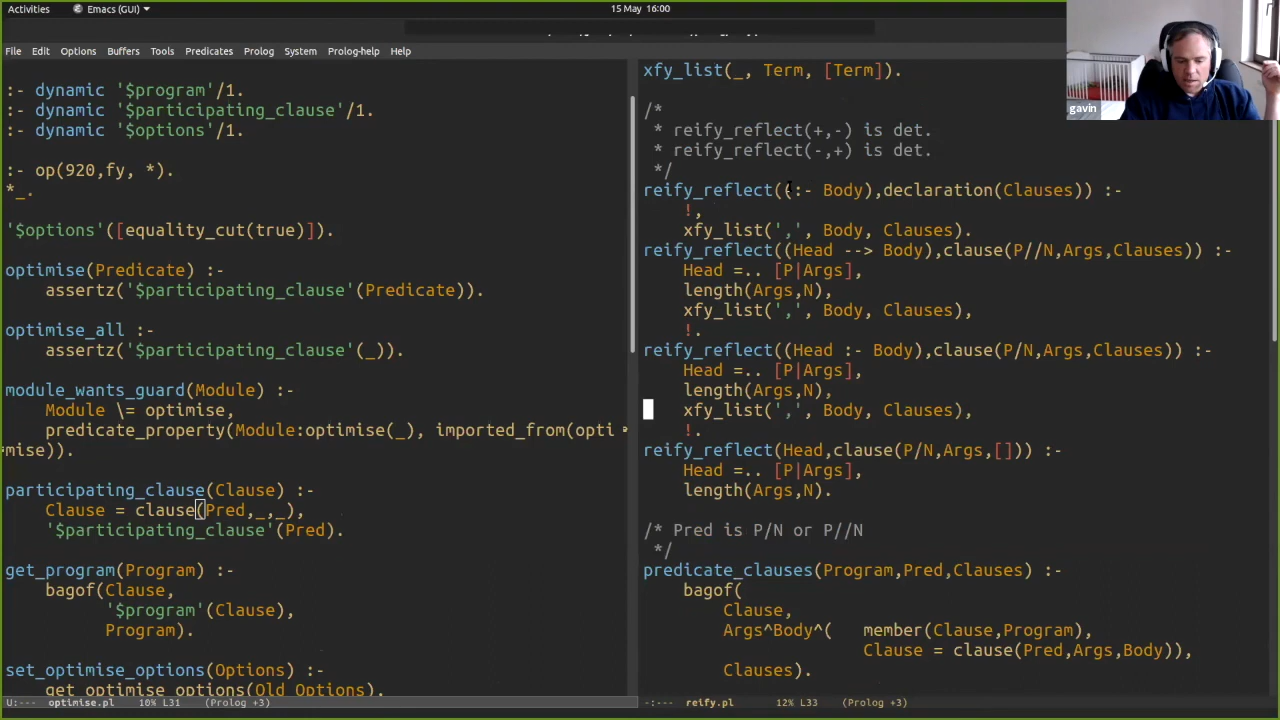 Activities
Emacs (GUI)
15 May 16:00
File Edit Options Buffers Tools Predicates Prolog System Prolog-help Help
gavin
:- dynamic '$program'/1.
:- dynamic '$participating_clause'/1.
:- dynamic '$options'/1.
:- op(920,fy, *).
*_.
'$options'([equality_cut(true)]).
optimise(Predicate) :-
assertz('$participating_clause'(Predicate)).
optimise_all :-
assertz('$participating_clause'(_)).
module_wants_guard(Module) :-
Module \= optimise,
predicate_property(Module:optimise(_), imported_from(opti
mise)).
participating_clause(Clause) :-
Clause = clause(Pred,_,_),
'$participating_clause'(Pred).
get_program(Program) :-
bagof(Clause,
'$program'(Clause),
Program).
set_optimise_options(Options) :-
get_optimise_options(Old_Options).
U:--- optimise.pl 10% L31 (Prolog +3)
xfy_list(_, Term, [Term]).
/*
* reify_reflect(+,-) is det.
* reify_reflect(-,+) is det.
*/
reify_reflect((:- Body),declaration(Clauses)) :-
!,
xfy_list(',', Body, Clauses).
reify_reflect((Head --> Body),clause(P//N,Args,Clauses)) :-
Head =.. [P|Args],
length(Args,N),
xfy_list(',', Body, Clauses),
!.
reify_reflect((Head :- Body),clause(P/N,Args,Clauses)) :-
Head =.. [P|Args],
length(Args,N),
xfy_list(',', Body, Clauses),
!.
reify_reflect(Head,clause(P/N,Args,[])) :-
Head =.. [P|Args],
length(Args,N).
/* Pred is P/N or P//N
*/
predicate_clauses(Program,Pred,Clauses) :-
bagof(
Clause,
Args^Body^( member(Clause,Program),
Clause = clause(Pred,Args,Body)),
Clauses).
-:--- reify.pl 12% L33 (Prolog +3)